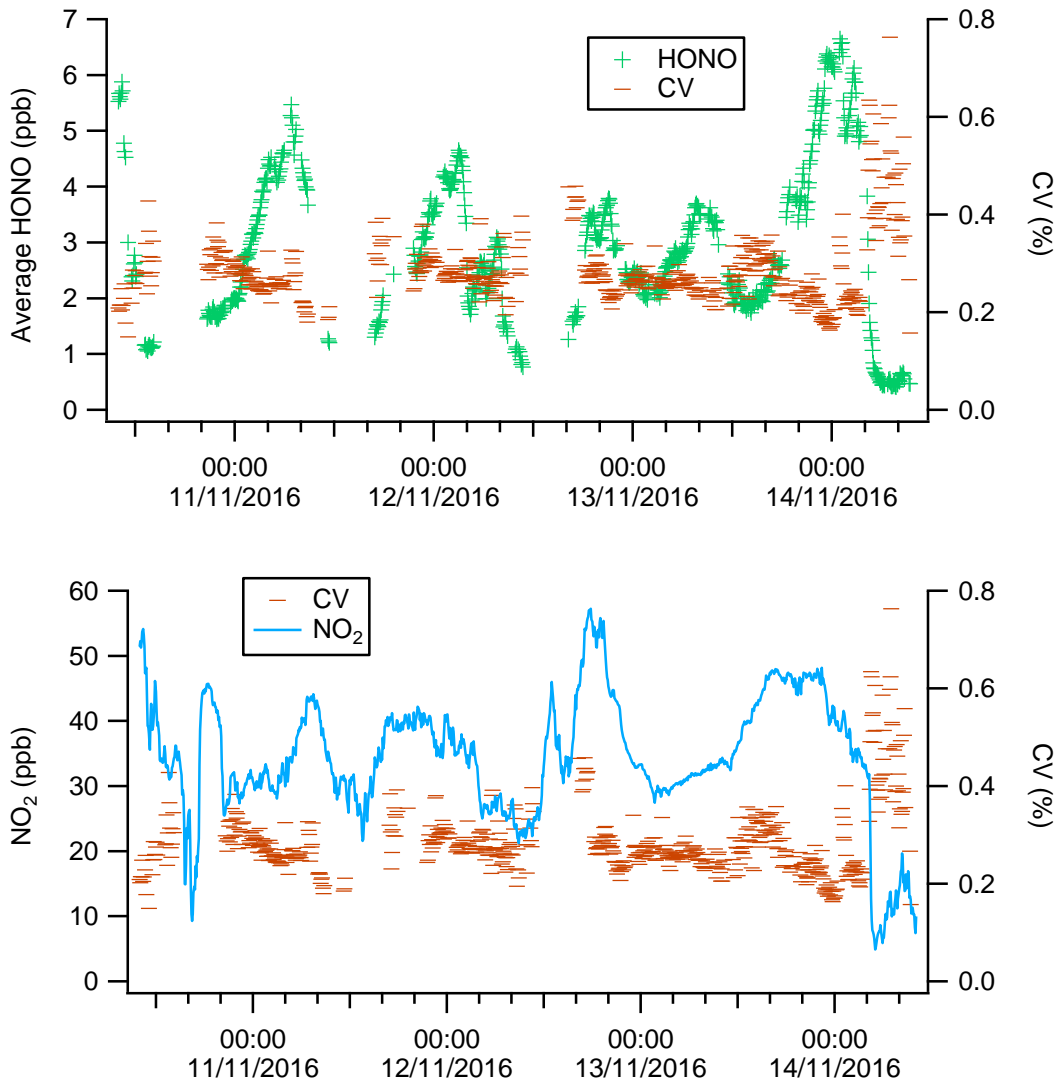 7
6
5
4
3
2
1
0
Average HONO (ppb)
HONO
CV
0.8
0.6
0.4
0.2
0.0
CV (%)
00:00 00:00 00:00 00:00
11/11/2016 12/11/2016 13/11/2016 14/11/2016
60
50
40
30
20
10
0
NO₂ (ppb)
CV
NO₂
0.8
0.6
0.4
0.2
0.0
CV (%)
00:00 00:00 00:00 00:00
11/11/2016 12/11/2016 13/11/2016 14/11/2016